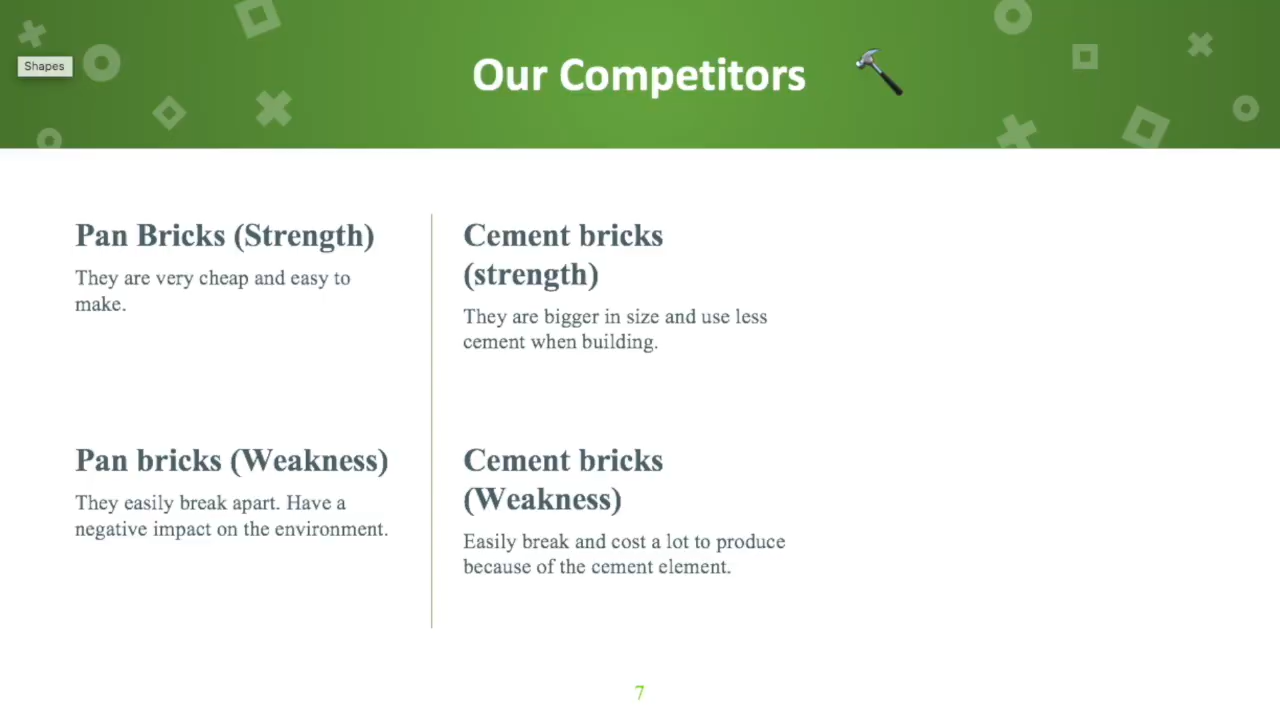 Shapes
Our Competitors
Pan Bricks (Strength)
They are very cheap and easy to
make.
Cement bricks
(strength)
They are bigger in size and use less
cement when building.
Pan bricks (Weakness)
They easily break apart. Have a
negative impact on the environment.
Cement bricks
(Weakness)
Easily break and cost a lot to produce
because of the cement element.
7